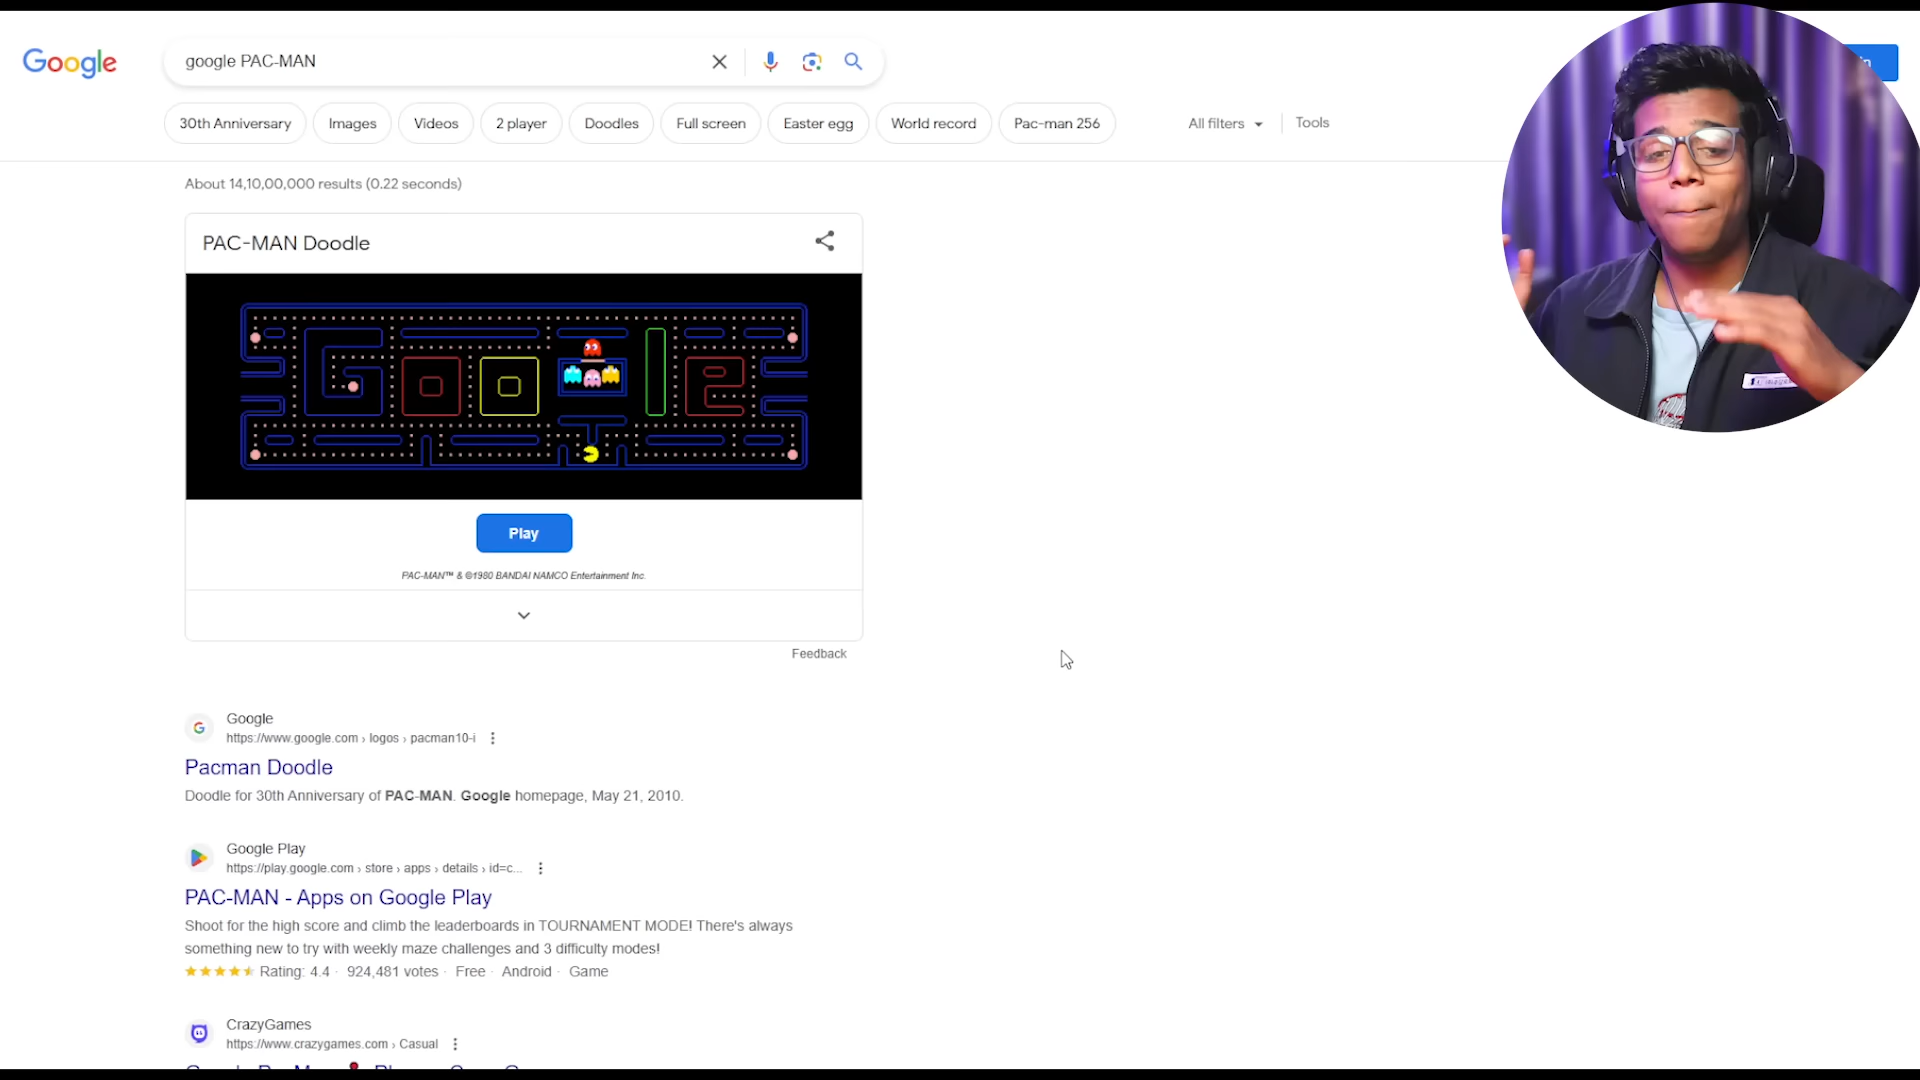 Google
google PAC-MAN
30th Anniversary
Images
Videos
2 player
Doodles
Full screen
Easter egg
World record
Pac-man 256
All filters
Tools
About 14,10,00,000 results (0.22 seconds)
PAC-MAN Doodle
Play
PAC-MAN™ & ©1980 BANDAI NAMCO Entertainment Inc.
Feedback
Google
https://www.google.com › logos › pacman10-i
Pacman Doodle
Doodle for 30th Anniversary of PAC-MAN. Google homepage, May 21, 2010.
Google Play
https://play.google.com › store › apps › details › id=c...
PAC-MAN - Apps on Google Play
Shoot for the high score and climb the leaderboards in TOURNAMENT MODE! There's always
something new to try with weekly maze challenges and 3 difficulty modes!
Rating: 4.4 · 924,481 votes · Free · Android · Game
CrazyGames
https://www.crazygames.com › Casual